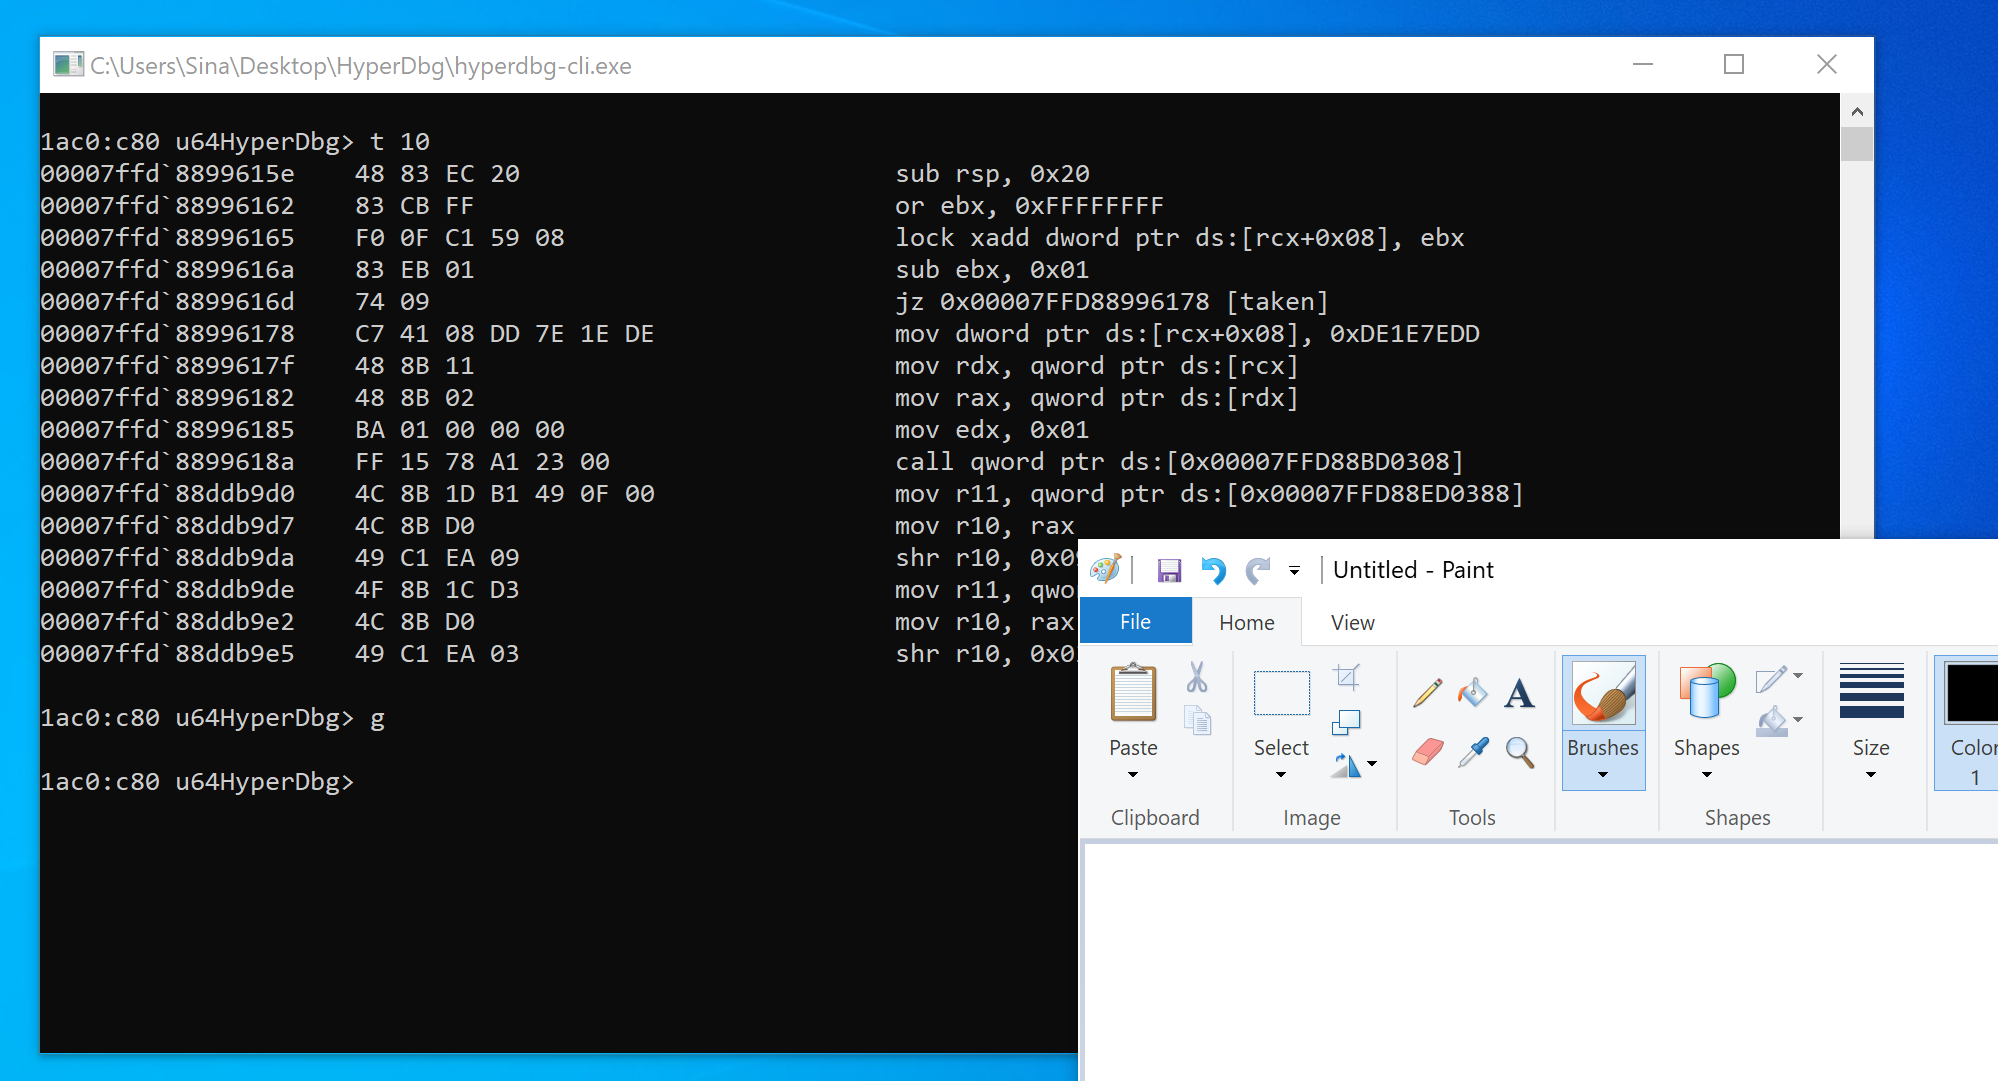 C:\Users\Sina\Desktop\HyperDbg\hyperdbg-cli.exe
1ac0:c80 u64HyperDbg> t 10
00007ffd`8899615e    48 83 EC 20    sub rsp, 0x20
00007ffd`88996162    83 CB FF    or ebx, 0xFFFFFFFF
00007ffd`88996165    F0 0F C1 59 08    lock xadd dword ptr ds:[rcx+0x08], ebx
00007ffd`8899616a    83 EB 01    sub ebx, 0x01
00007ffd`8899616d    74 09    jz 0x00007FFD88996178 [taken]
00007ffd`88996178    C7 41 08 DD 7E 1E DE    mov dword ptr ds:[rcx+0x08], 0xDE1E7EDD
00007ffd`8899617f    48 8B 11    mov rdx, qword ptr ds:[rcx]
00007ffd`88996182    48 8B 02    mov rax, qword ptr ds:[rdx]
00007ffd`88996185    BA 01 00 00 00    mov edx, 0x01
00007ffd`8899618a    FF 15 78 A1 23 00    call qword ptr ds:[0x00007FFD88BD0308]
00007ffd`88ddb9d0    4C 8B 1D B1 49 0F 00    mov r11, qword ptr ds:[0x00007FFD88ED0388]
00007ffd`88ddb9d7    4C 8B D0    mov r10, rax
00007ffd`88ddb9da    49 C1 EA 09    shr r10,
00007ffd`88ddb9de    4F 8B 1C D3    mov r11,
00007ffd`88ddb9e2    4C 8B D0    mov r10, rax
00007ffd`88ddb9e5    49 C1 EA 03    shr r10,
1ac0:c80 u64HyperDbg> g
1ac0:c80 u64HyperDbg>
Untitled - Paint
File Home View
Paste Select Brushes Shapes Size
1
Clipboard Image Tools Shapes